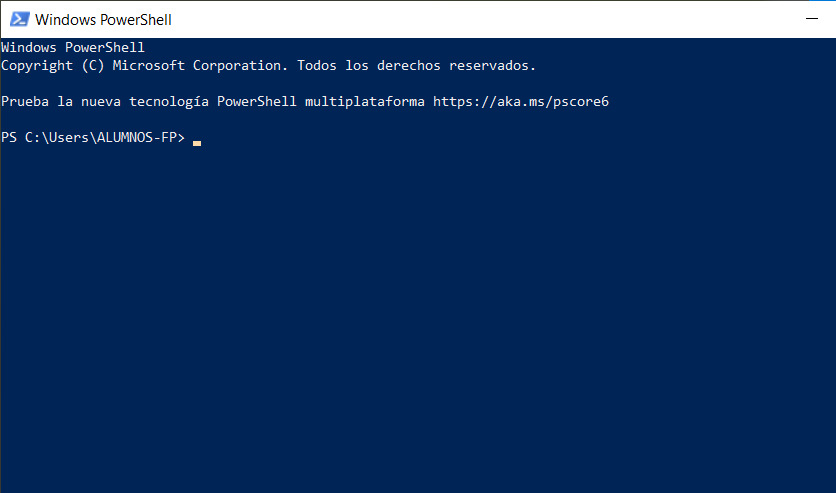 Windows PowerShell
Windows PowerShell
Copyright (C) Microsoft Corporation. Todos los derechos reservados.
Prueba la nueva tecnología PowerShell multiplataforma https://aka.ms/pscore6
PS C:\Users\ALUMNOS-FP>